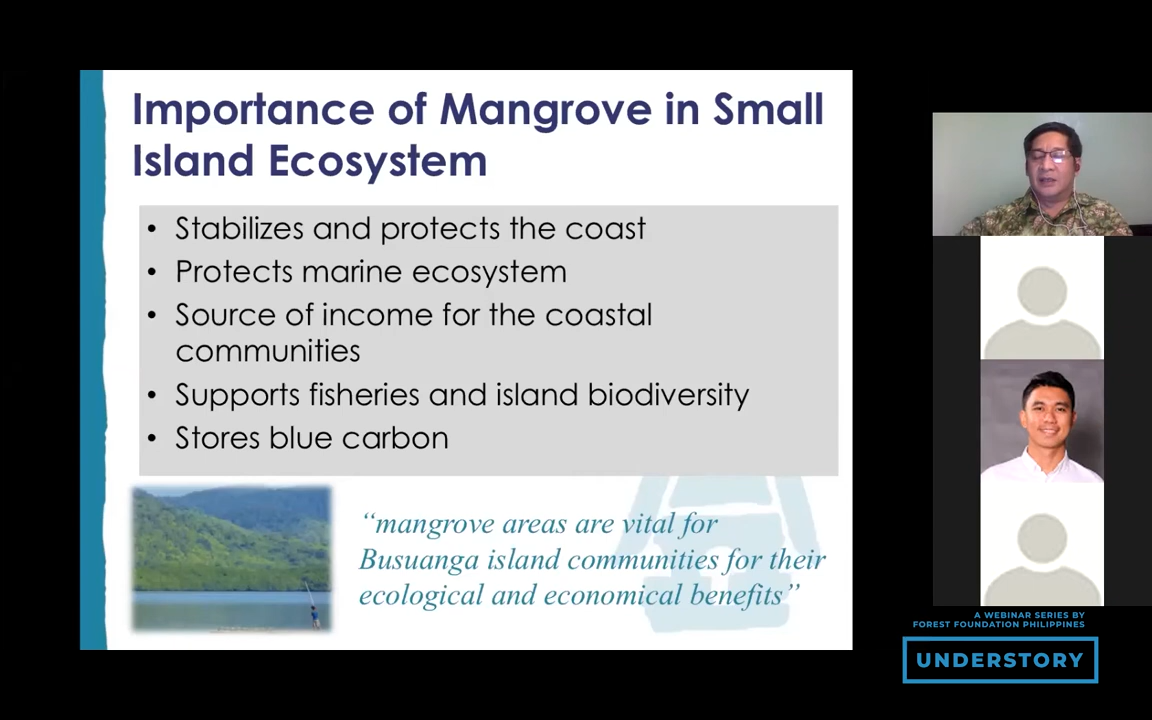 Importance of Mangrove in Small
Island Ecosystem
• Stabilizes and protects the coast
• Protects marine ecosystem
• Source of income for the coastal
communities
• Supports fisheries and island biodiversity
• Stores blue carbon
“mangrove areas are vital for
Busuanga island communities for their
ecological and economical benefits”
A WEBINAR SERIES BY
FOREST FOUNDATION PHILIPPINES
UNDERSTORY